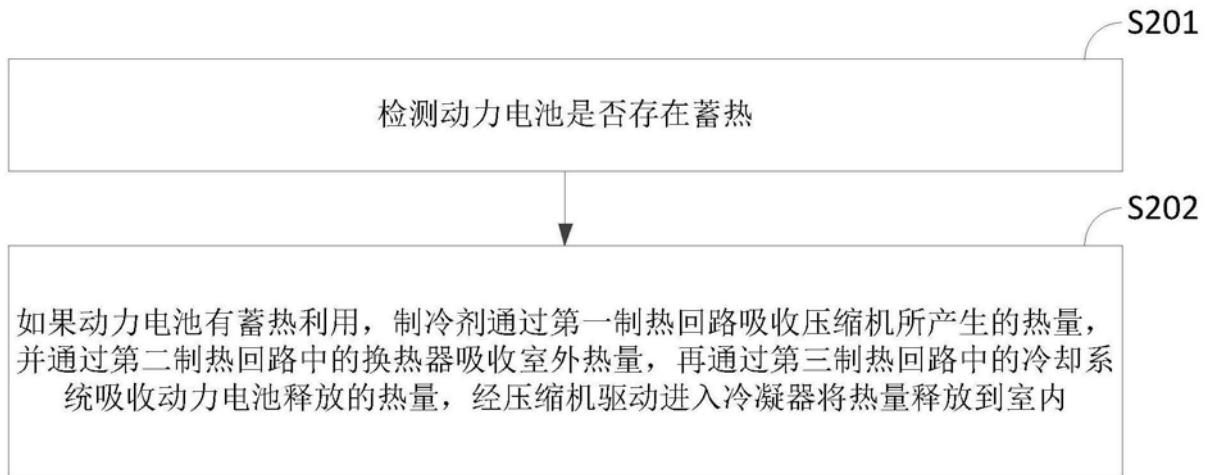 S201
检测动力电池是否存在蓄热
S202
如果动力电池有蓄热利用，制冷剂通过第一制热回路吸收压缩机所产生的热量，
并通过第二制热回路中的换热器吸收室外热量，再通过第三制热回路中的冷却系
统吸收动力电池释放的热量，经压缩机驱动进入冷凝器将热量释放到室内